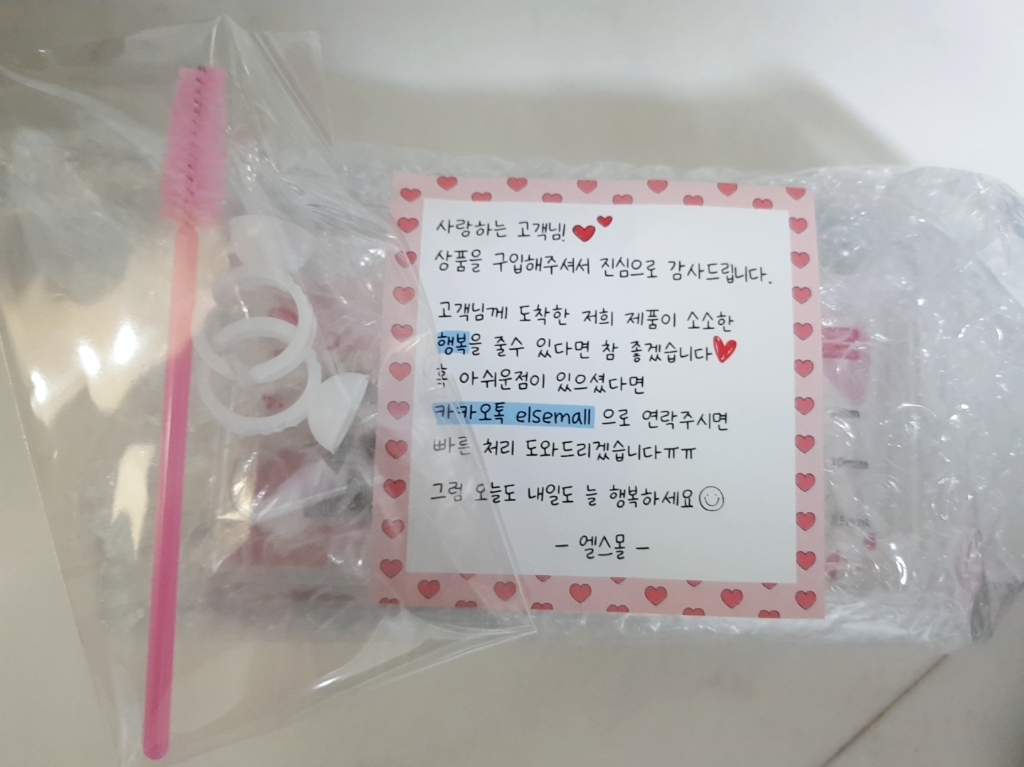 사랑하는 고객님!
상품을 구입해주셔서 진심으로 감사드립니다.
고객님께 도착한 저희 제품이 소소한
행복을 줄수 있다면 참 좋겠습니다
혹 아쉬운점이 있으셨다면
카카오톡 elsemall 으로 연락주시면
빠른 처리 도와드리겠습니다ㅠㅠ
그럼 오늘도 내일도 늘 행복하세요
- 엘스몰 -